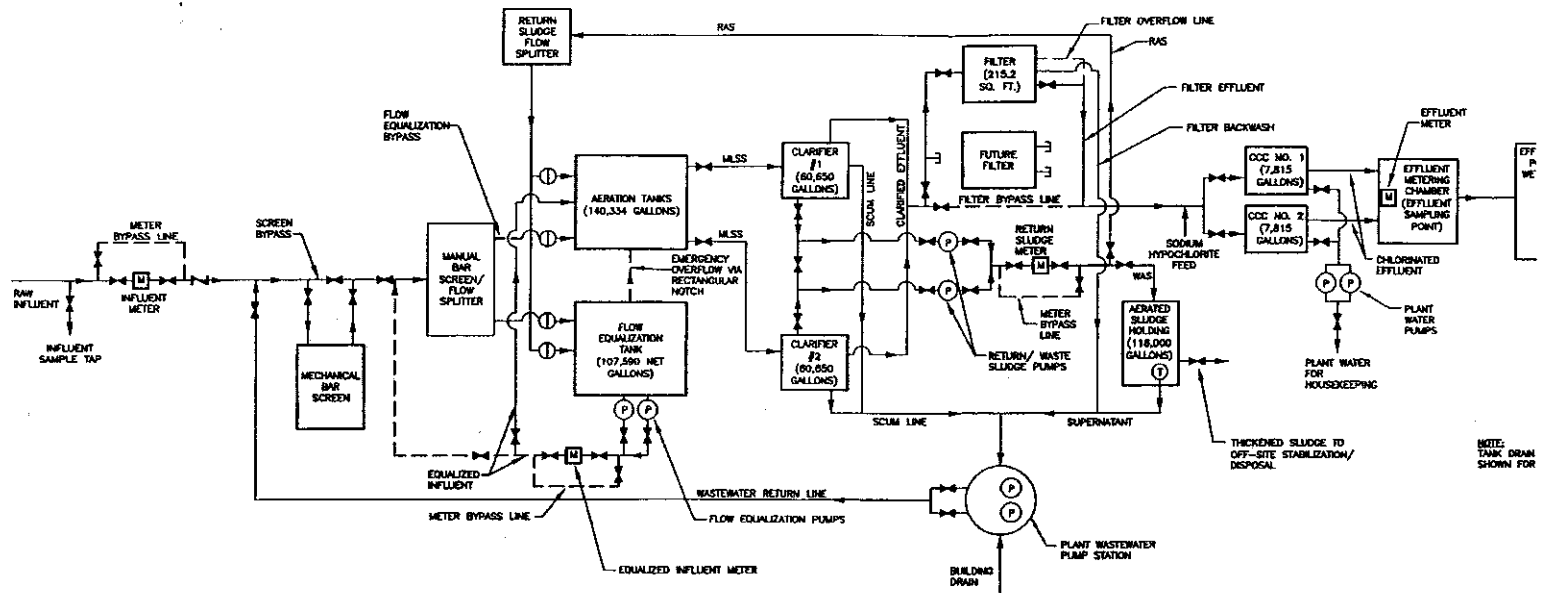 RETURN
SLUDGE
FLOW
SPLITTER
RAS
FILTER OVERFLOW LINE
RAS
FILTER
(215.2
SQ. FT.)
FILTER EFFLUENT
FILTER BACKWASH
FLOW
EQUALIZATION
BYPASS
FUTURE
FILTER
EFFLUENT
METER
MLSS
CLARIFIER
#1
(60,650
GALLONS)
CLARIFIED EFFLUENT
SCUM LINE
AERATION TANKS
(140,334 GALLONS)
FILTER BYPASS LINE
CCC NO. 1
(7,815
GALLONS)
CCC NO. 2
(7,815
GALLONS)
EFFLUENT
METERING
CHAMBER
(EFFLUENT
SAMPLING
POINT)
M
EFF
P
WE
SODIUM
HYPOCHLORITE
FEED
CHLORINATED
EFFLUENT
METER
BYPASS LINE
SCREEN
BYPASS
MLSS
RETURN
SLUDGE
METER
MANUAL
BAR
SCREEN/
FLOW
SPLITTER
EMERGENCY
OVERFLOW VIA
RECTANGULAR
NOTCH
P
M
P
WAS
RAW
INFLUENT
M
INFLUENT
METER
INFLUENT
SAMPLE TAP
P
P
PLANT
WATER
PUMPS
METER
BYPASS
LINE
AERATED
SLUDGE
HOLDING
(118,000
GALLONS)
T
FLOW
EQUALIZATION
TANK
(107,590 NET
GALLONS)
CLARIFIER
#2
(60,650
GALLONS)
RETURN/ WASTE
SLUDGE PUMPS
PLANT WATER
FOR
HOUSEKEEPING
MECHANICAL
BAR
SCREEN
P
P
SCUM LINE
SUPERNATANT
THICKENED SLUDGE TO
OFF-SITE STABILIZATION/
DISPOSAL
NOTE:
TANK DRAIN
SHOWN FOR
EQUALIZED
INFLUENT
M
METER BYPASS LINE
WASTEWATER RETURN LINE
FLOW EQUALIZATION PUMPS
P
P
PLANT WASTEWATER
PUMP STATION
EQUALIZED INFLUENT METER
BUILDING
DRAIN